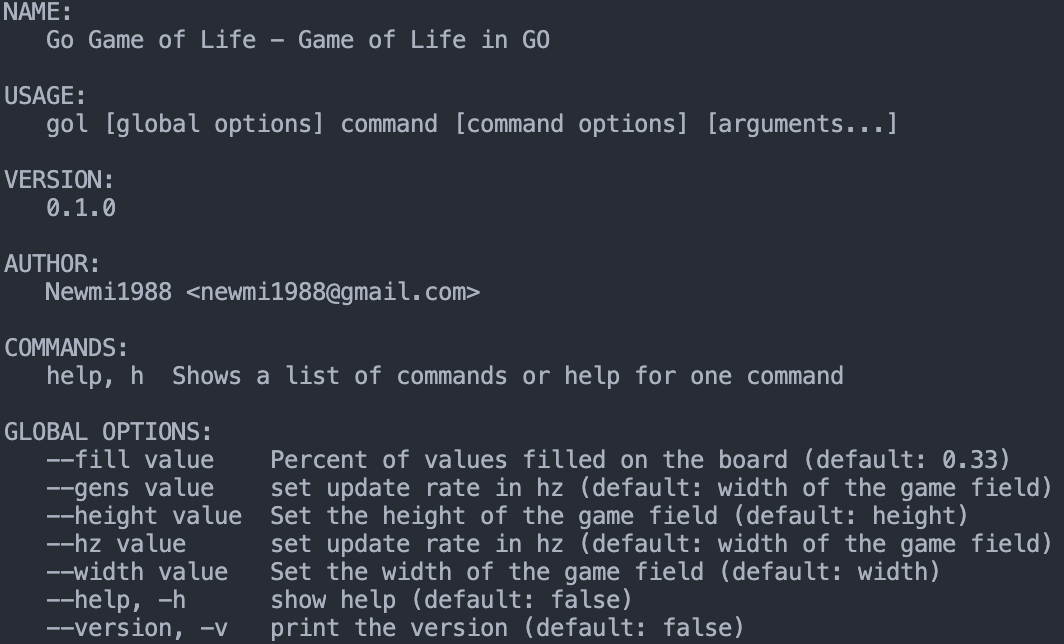 NAME:
   Go Game of Life – Game of Life in GO

USAGE:
   gol [global options] command [command options] [arguments...]

VERSION:
   0.1.0

AUTHOR:
   Newmi1988 <newmi1988@gmail.com>

COMMANDS:
   help, h  Shows a list of commands or help for one command

GLOBAL OPTIONS:
   --fill value    Percent of values filled on the board (default: 0.33)
   --gens value    set update rate in hz (default: width of the game field)
   --height value  Set the height of the game field (default: height)
   --hz value      set update rate in hz (default: width of the game field)
   --width value   Set the width of the game field (default: width)
   --help, -h      show help (default: false)
   --version, -v   print the version (default: false)